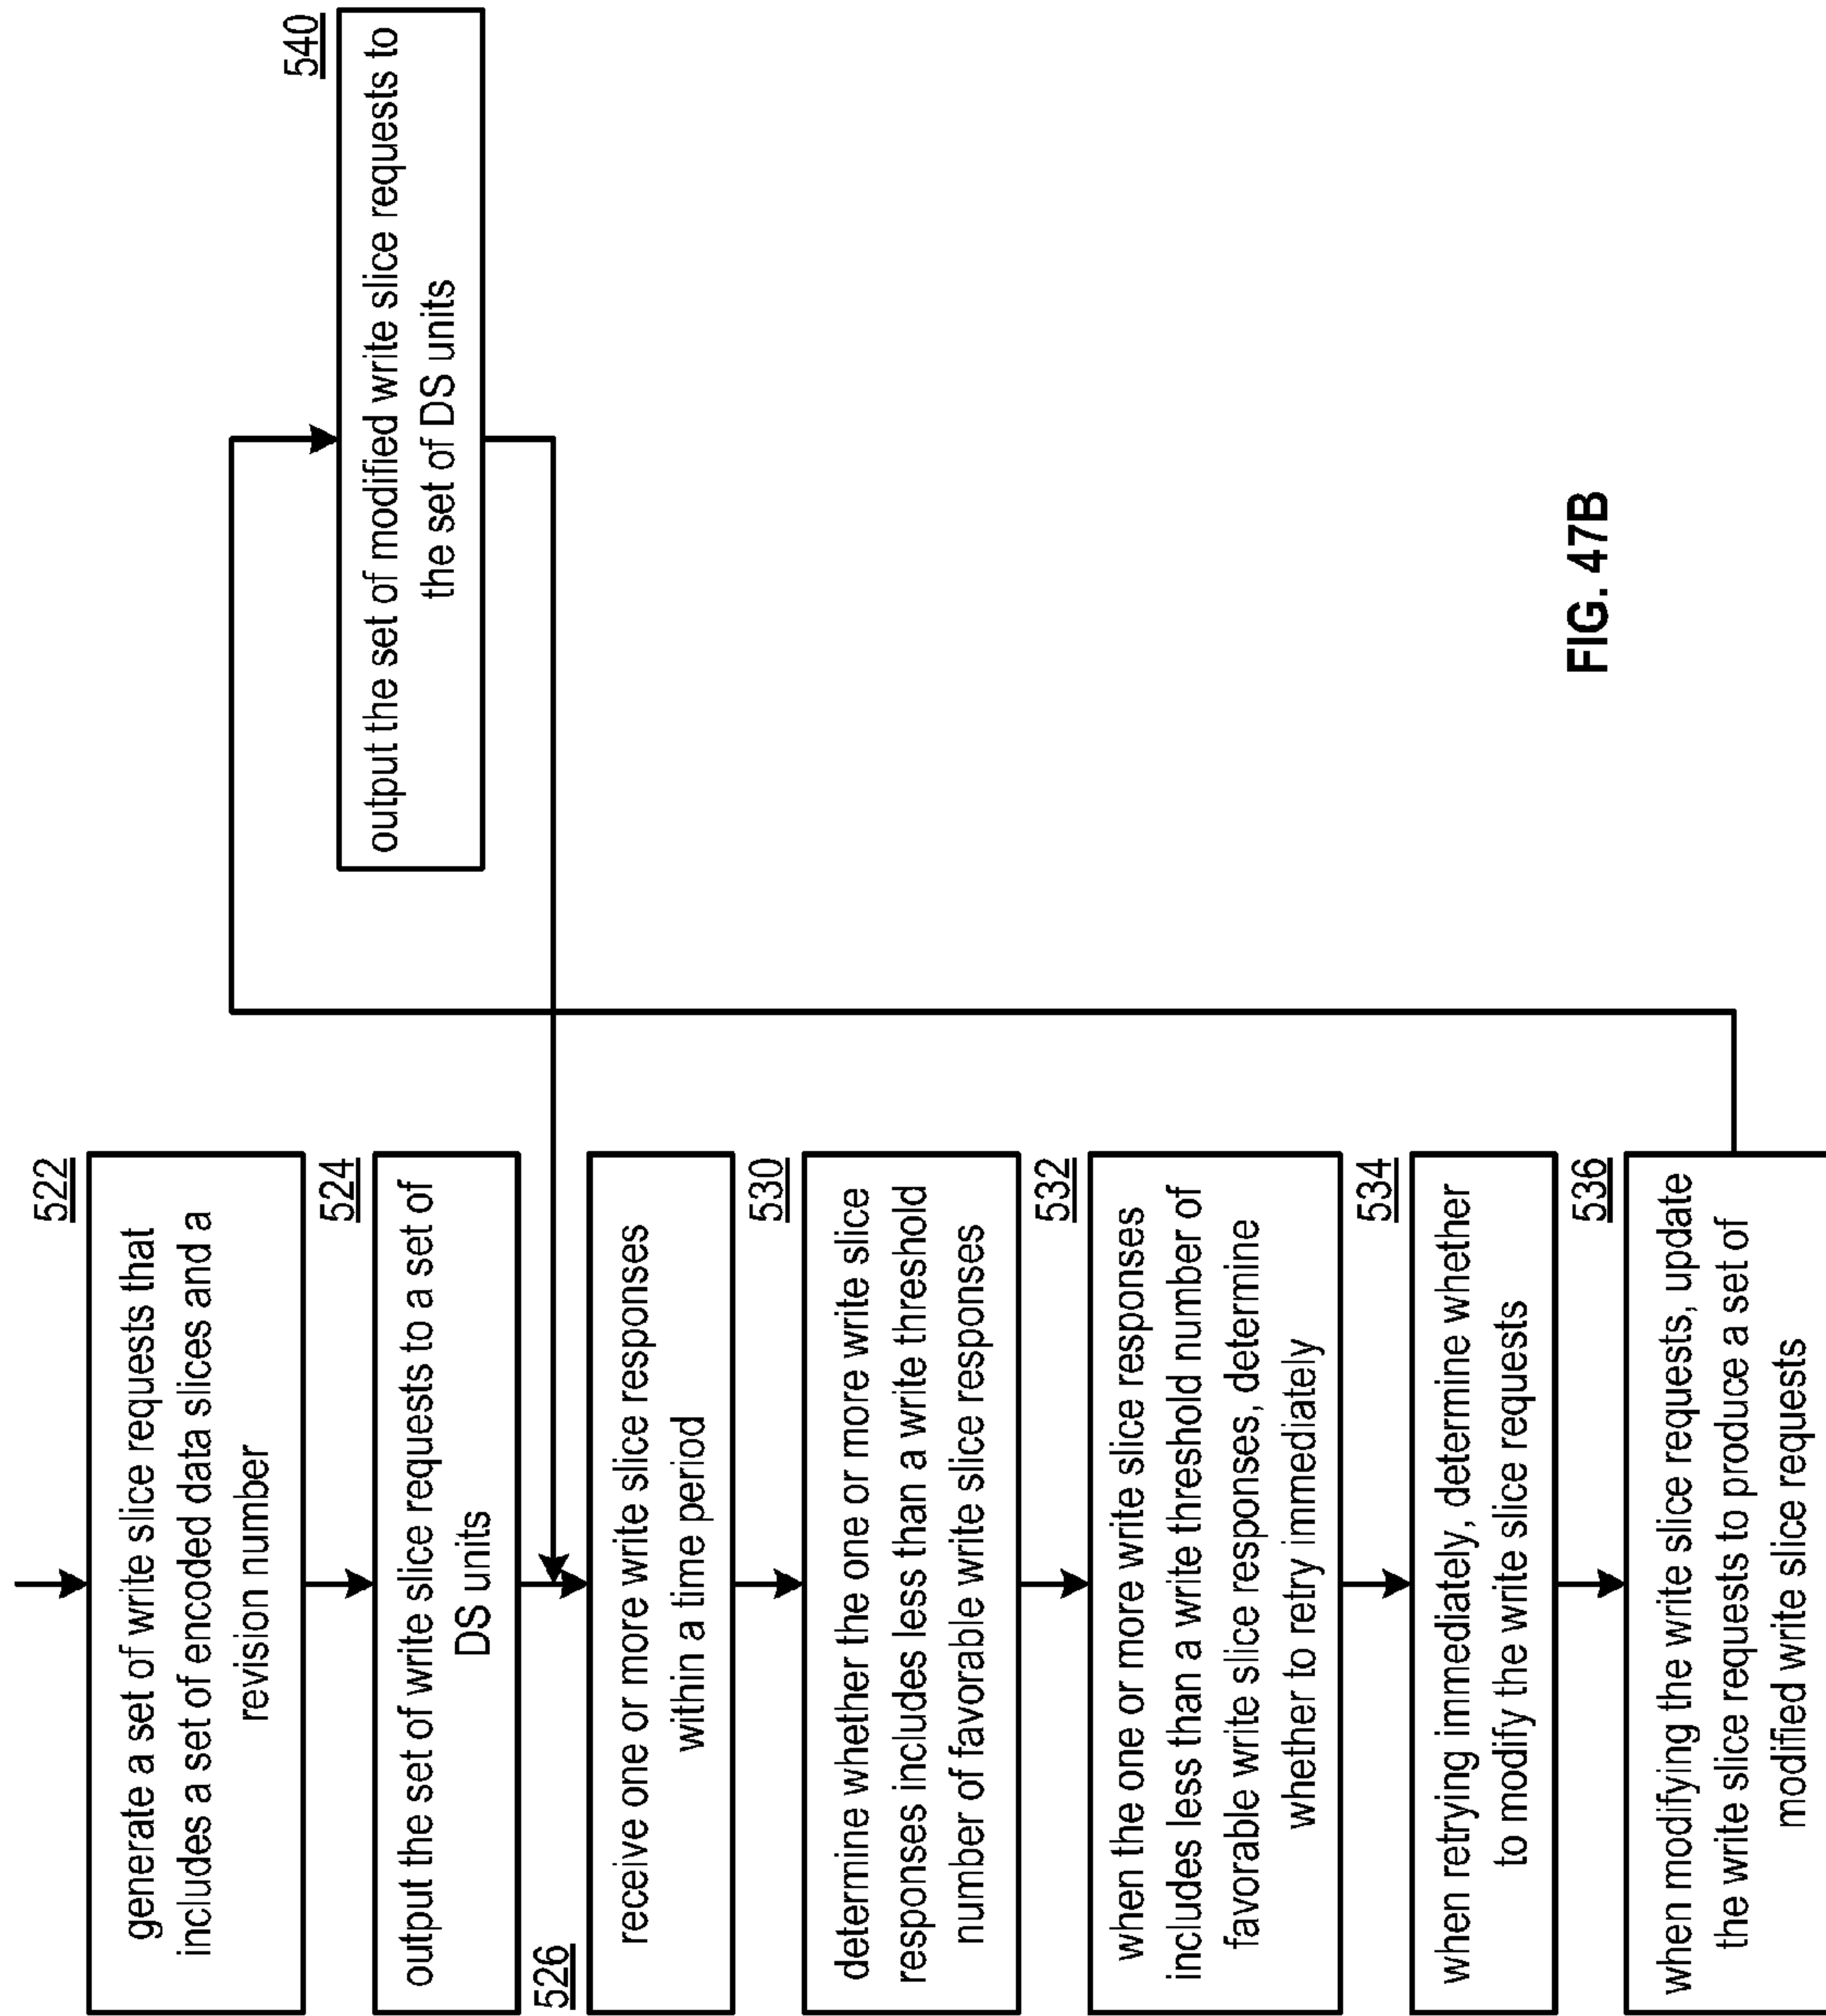 522
generate a set of write slice requests that
includes a set of encoded data slices and a
revision number
524
output the set of write slice requests to a set of
DS units
526
receive one or more write slice responses
within a time period
530
determine whether the one or more write slice
responses includes less than a write threshold
number of favorable write slice responses
532
when the one or more write slice responses
includes less than a write threshold number of
favorable write slice responses, determine
whether to retry immediately
534
when retrying immediately, determine whether
to modify the write slice requests
536
when modifying the write slice requests, update
the write slice requests to produce a set of
modified write slice requests
540
output the set of modified write slice requests to
the set of DS units
FIG. 47B